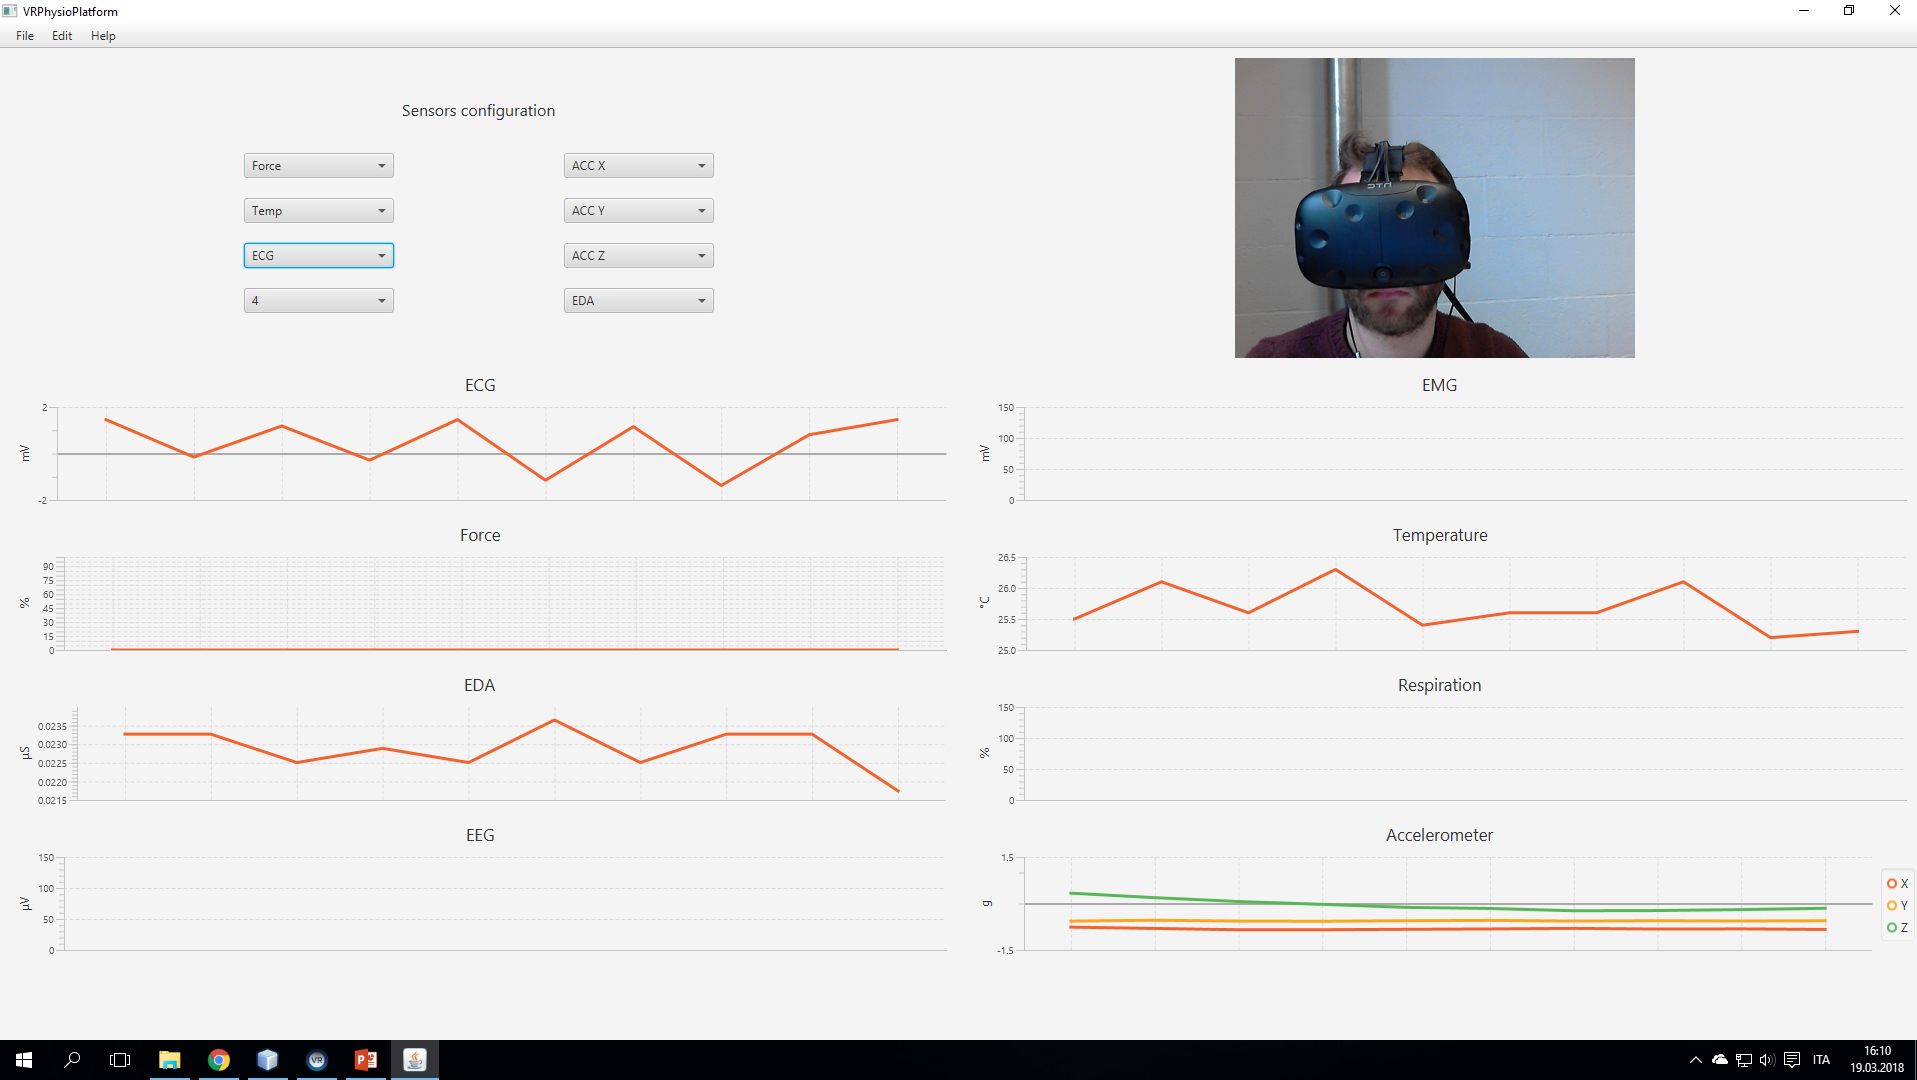 VRPhysioPlatform
File Edit Help
Sensors configuration
Force ACC X
Temp ACC Y
ECG ACC Z
4 EDA
ECG
mV
2
-2
EMG
mV
150
100
50
0
Force
%
90
75
60
45
30
15
0
Temperature
°C
26.5
26.0
25.5
25.0
EDA
µS
0.0235
0.0230
0.0225
0.0220
0.0215
Respiration
%
150
100
50
0
EEG
µV
150
100
50
0
Accelerometer
g
1.5
-1.5
X
Y
Z
VR
ITA
16:10
19.03.2018